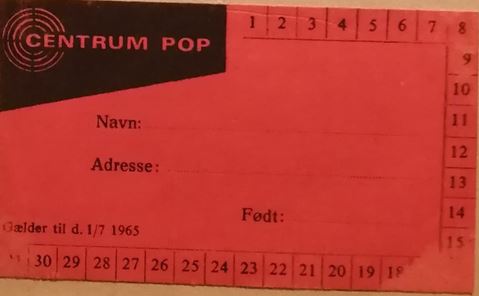 CENTRUM POP
1 2 3 4 5 6 7 8
9
10
11
12
13
14
15
Navn:
Adresse:
Født:
Gælder til d. 1/7 1965
30 29 28 27 26 25 24 23 22 21 20 19 18